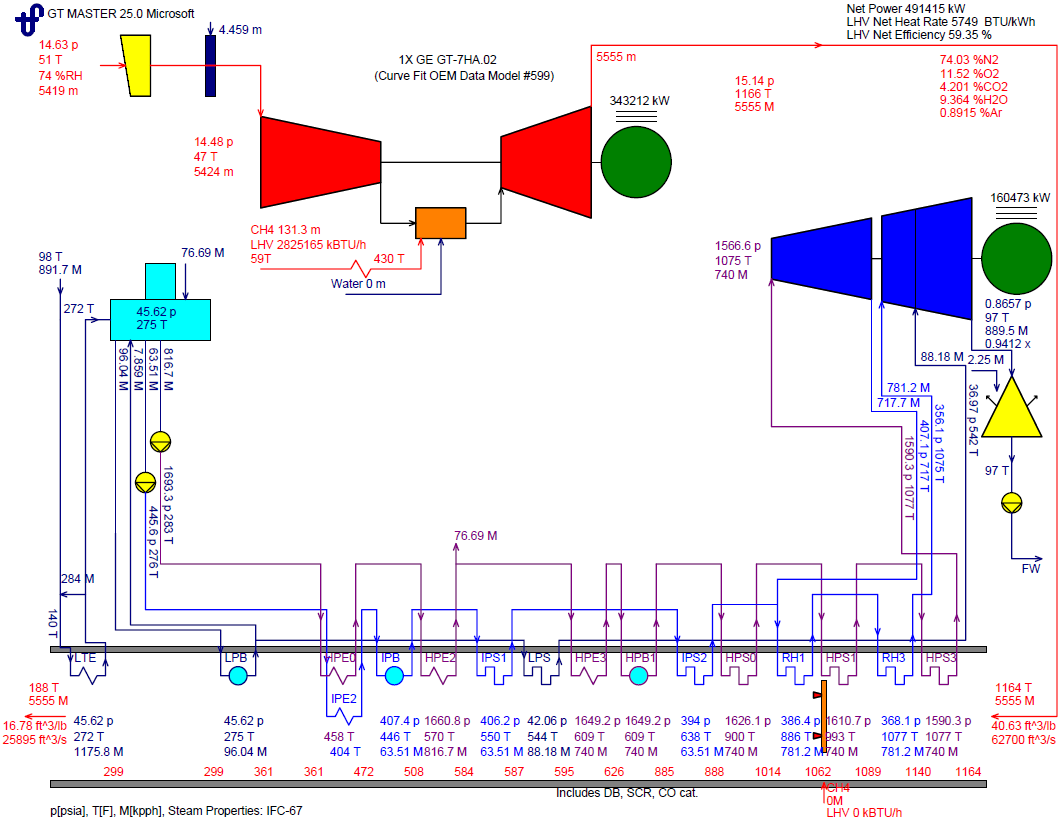 GT MASTER 25.0 Microsoft
4.459 m
Net Power 491415 kW
LHV Net Heat Rate 5749 BTU/kWh
LHV Net Efficiency 59.35 %
14.63 p
51 T
74 %RH
5419 m
1X GE GT-7HA.02
(Curve Fit OEM Data Model #599)
5555 m
15.14 p
1166 T
5555 M
74.03 %N2
11.52 %O2
4.201 %CO2
9.364 %H2O
0.8915 %Ar
343212 kW
14.48 p
47 T
5424 m
160473 kW
CH4 131.3 m
LHV 2825165 kBTU/h
59T
430 T
Water 0 m
1566.6 p
1075 T
740 M
98 T
891.7 M
76.69 M
272 T
45.62 p
275 T
0.8657 p
97 T
889.5 M
0.9412 x
96.04 M
7.859 M
63.51 M
816.7 M
88.18 M
2.25 M
781.2 M
717.7 M
36.97 p 542 T
356.1 p 1075 T
407.1 p 717 T
1590.3 p 1077 T
97 T
1693.3 p 283 T
445.6 p 276 T
76.69 M
FW
284 M
140 T
LTE
LPB
HPE0
IPB
HPE2
IPS1
LPS
HPE3
HPB1
IPS2
HPS0
RH1
HPS1
RH3
HPS3
IPE2
188 T
5555 M
16.78 ft^3/lb
25895 ft^3/s
1164 T
5555 M
40.63 ft^3/lb
62700 ft^3/s
45.62 p
272 T
1175.8 M
45.62 p
275 T
96.04 M
458 T
404 T
407.4 p
446 T
63.51 M
1660.8 p
570 T
816.7 M
406.2 p
550 T
63.51 M
42.06 p
544 T
88.18 M
1649.2 p
609 T
740 M
1649.2 p
609 T
740 M
394 p
638 T
63.51 M
1626.1 p
900 T
740 M
386.4 p
886 T
781.2 M
1610.7 p
993 T
740 M
368.1 p
1077 T
781.2 M
1590.3 p
1077 T
740 M
299 299 361 361 472 508 584 587 595 626 885 888 1014 1062 1089 1140 1164
Includes DB, SCR, CO cat.
CH4
0M
LHV 0 kBTU/h
p[psia], T[F], M[kpph], Steam Properties: IFC-67